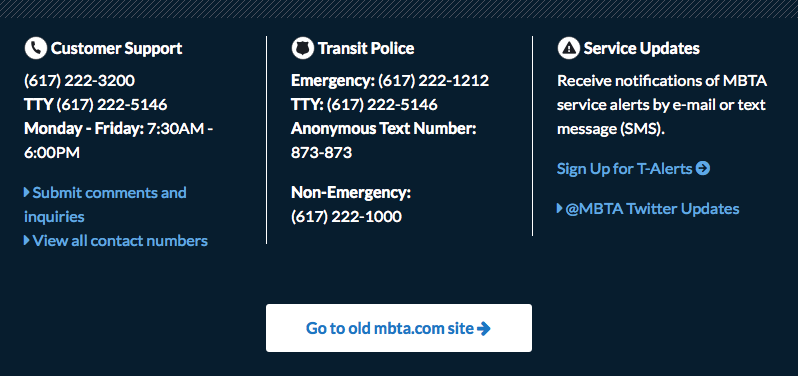 Customer Support
(617) 222-3200
TTY (617) 222-5146
Monday - Friday: 7:30AM -
6:00PM
Submit comments and
inquiries
View all contact numbers
Transit Police
Emergency: (617) 222-1212
TTY: (617) 222-5146
Anonymous Text Number:
873-873
Non-Emergency:
(617) 222-1000
Service Updates
Receive notifications of MBTA
service alerts by e-mail or text
message (SMS).
Sign Up for T-Alerts
@MBTA Twitter Updates
Go to old mbta.com site